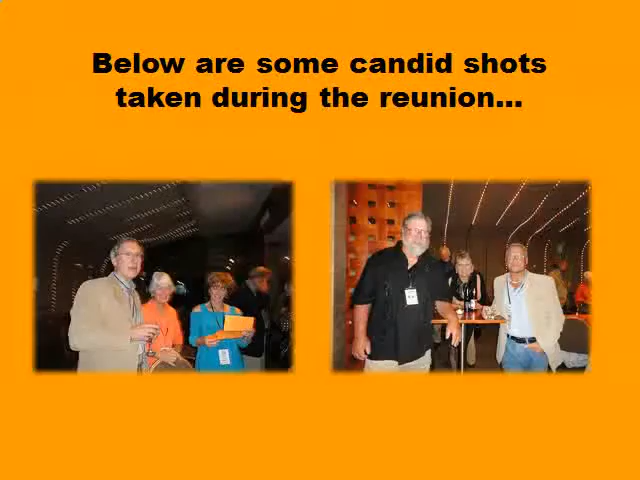 Below are some candid shots
taken during the reunion...